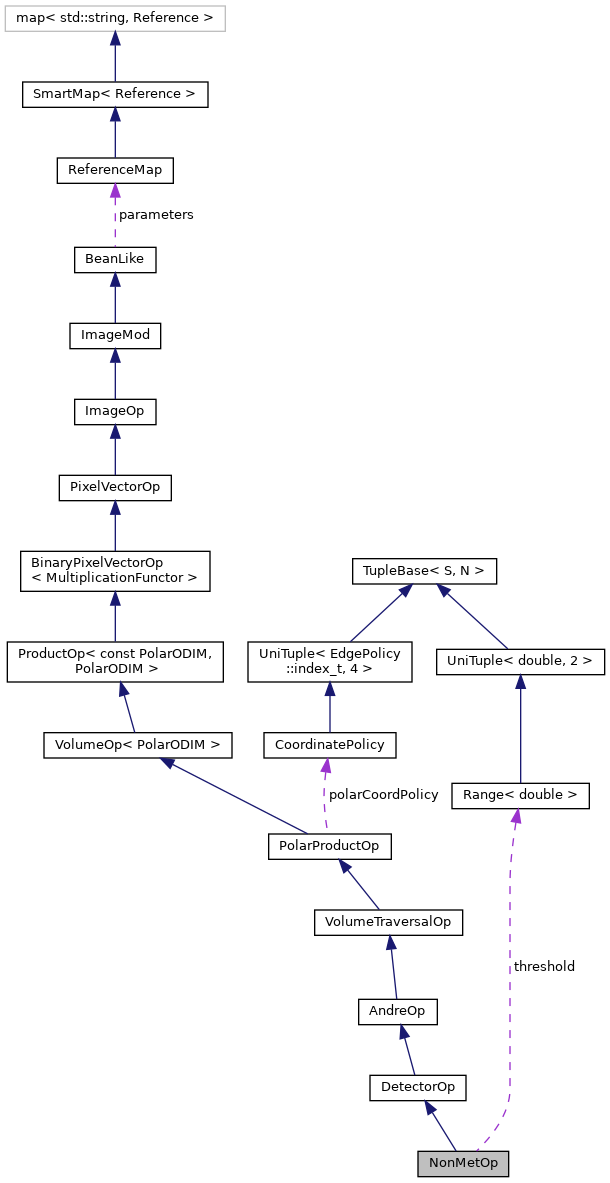 map< std::string, Reference >
SmartMap< Reference >
ReferenceMap
parameters
BeanLike
ImageMod
ImageOp
PixelVectorOp
BinaryPixelVectorOp
< MultiplicationFunctor >
TupleBase< S, N >
ProductOp< const PolarODIM,
PolarODIM >
UniTuple< EdgePolicy
::index_t, 4 >
UniTuple< double, 2 >
VolumeOp< PolarODIM >
CoordinatePolicy
polarCoordPolicy
Range< double >
PolarProductOp
VolumeTraversalOp
threshold
AndreOp
DetectorOp
NonMetOp